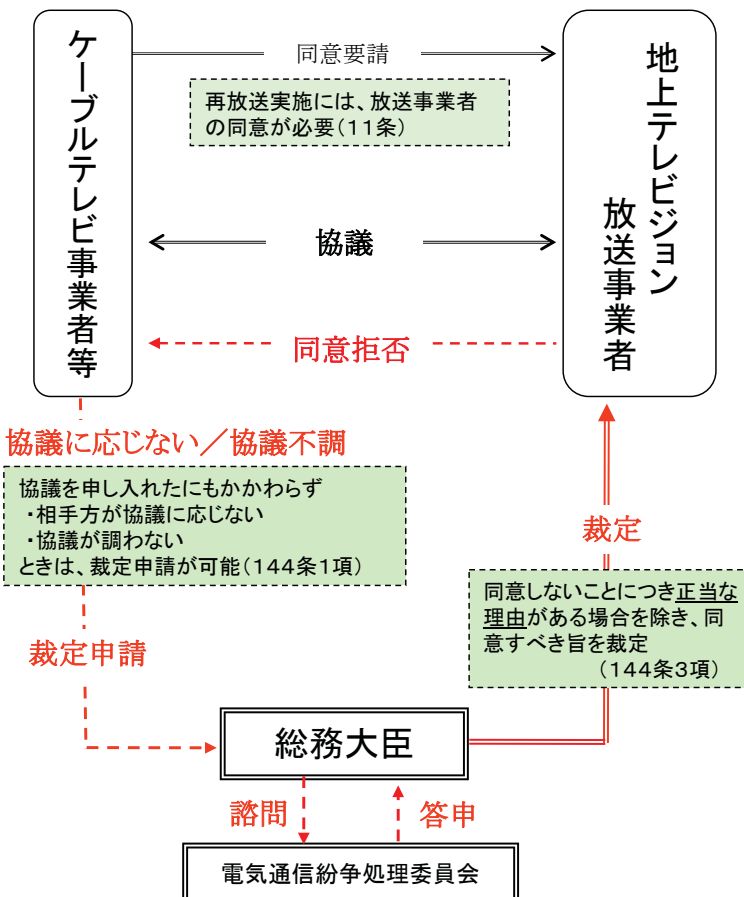 ケーブルテレビ事業者等
同意要請
地上テレビジョン
放送事業者
再放送実施には、放送事業者
の同意が必要(11条)
協議
同意拒否
協議に応じない／協議不調
協議を申し入れたにもかかわらず
・相手方が協議に応じない
・協議が調わない
ときは、裁定申請が可能(144条1項)
裁定
同意しないことにつき正当な
理由がある場合を除き、同
意すべき旨を裁定
(144条3項)
裁定申請
総務大臣
諮問
答申
電気通信紛争処理委員会